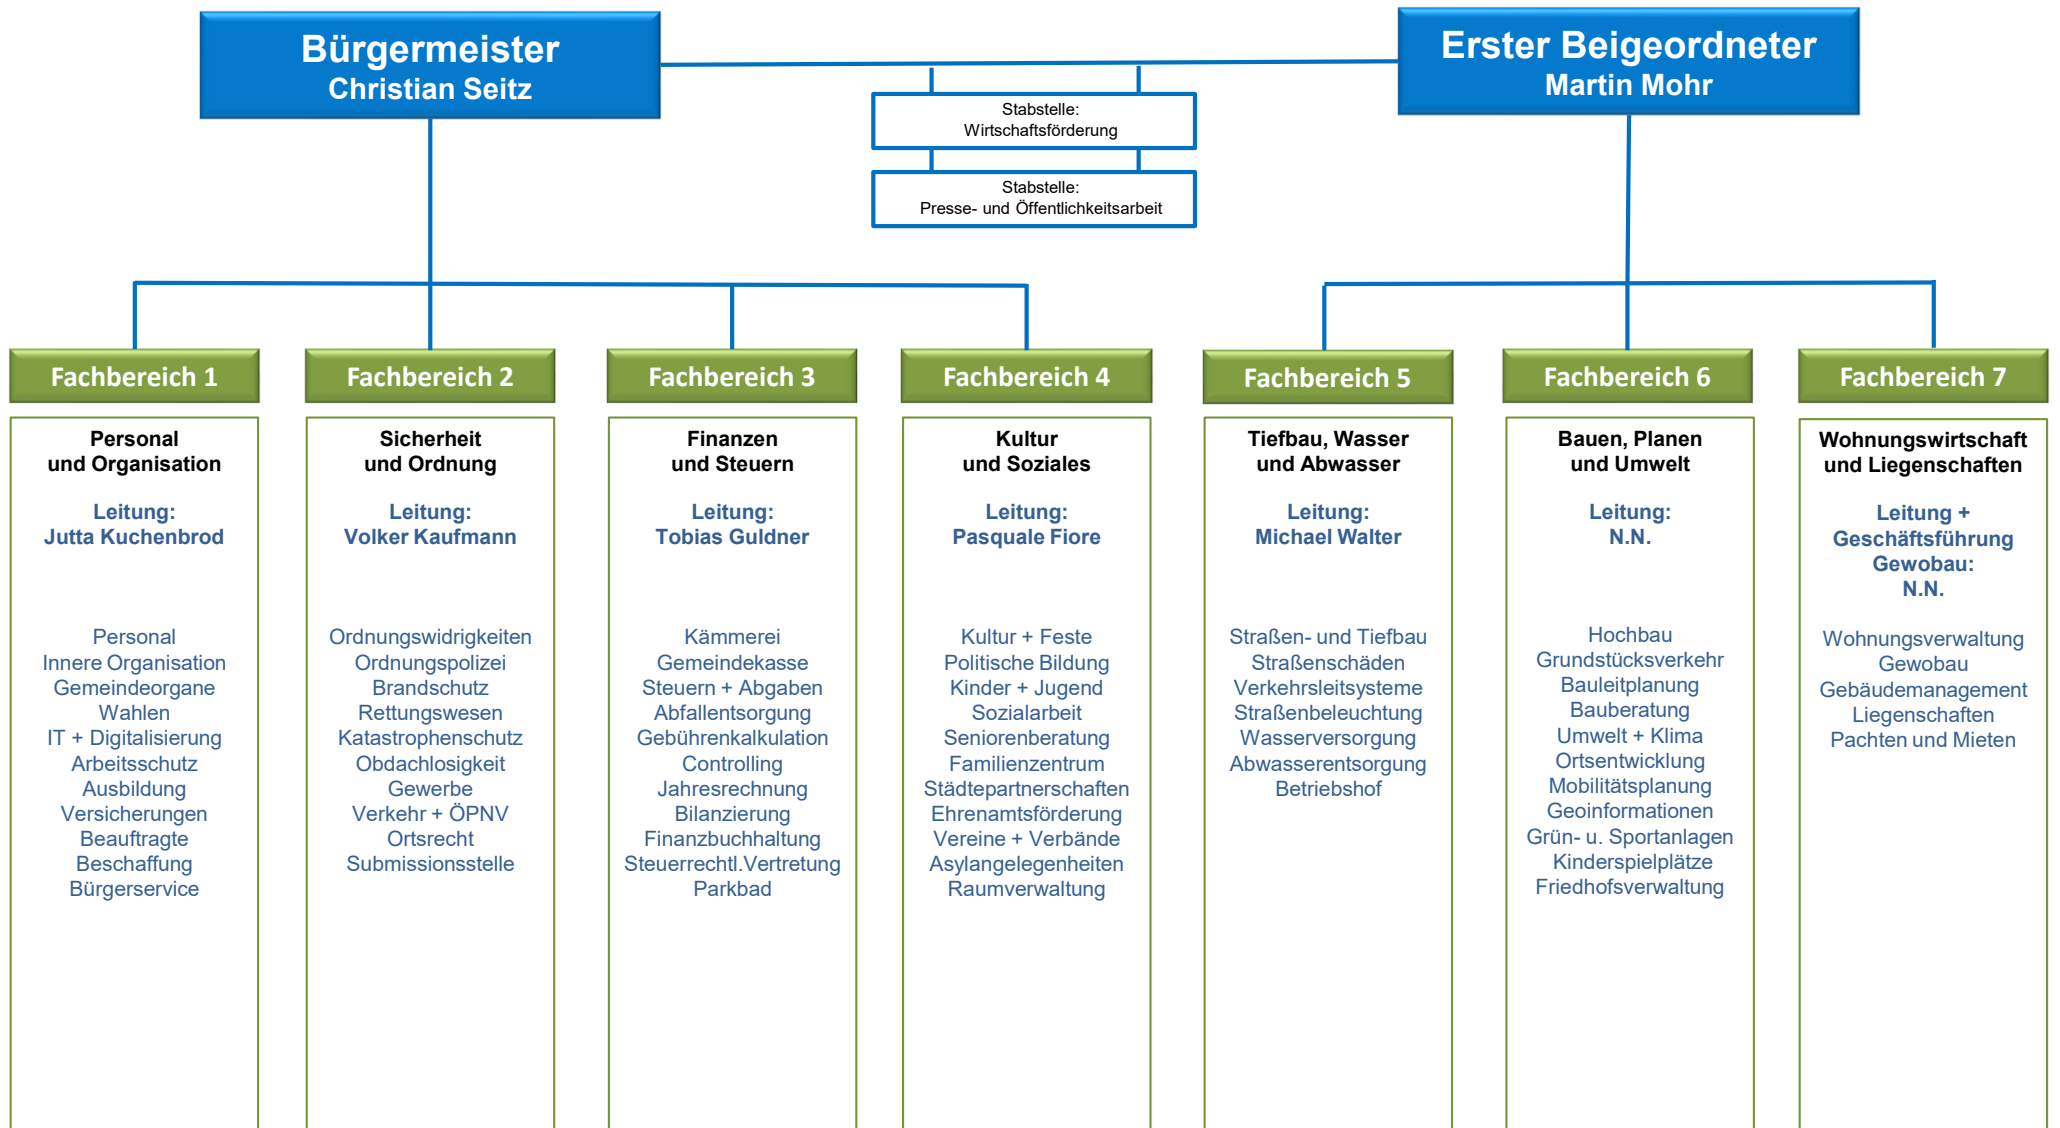 Bürgermeister
Christian Seitz
Erster Beigeordneter
Martin Mohr
Stabstelle:
Wirtschaftsförderung
Stabstelle:
Presse- und Öffentlichkeitsarbeit
Fachbereich 1
Personal
und Organisation
Leitung:
Jutta Kuchenbrod
Personal
Innere Organisation
Gemeindeorgane
Wahlen
IT + Digitalisierung
Arbeitsschutz
Ausbildung
Versicherungen
Beauftragte
Beschaffung
Bürgerservice
Fachbereich 2
Sicherheit
und Ordnung
Leitung:
Volker Kaufmann
Ordnungswidrigkeiten
Ordnungspolizei
Brandschutz
Rettungswesen
Katastrophenschutz
Obdachlosigkeit
Gewerbe
Verkehr + ÖPNV
Ortsrecht
Submissionsstelle
Fachbereich 3
Finanzen
und Steuern
Leitung:
Tobias Guldner
Kämmerei
Gemeindekasse
Steuern + Abgaben
Abfallentsorgung
Gebührenkalkulation
Controlling
Jahresrechnung
Bilanzierung
Finanzbuchhaltung
Steuerrechtl.Vertretung
Parkbad
Fachbereich 4
Kultur
und Soziales
Leitung:
Pasquale Fiore
Kultur + Feste
Politische Bildung
Kinder + Jugend
Sozialarbeit
Seniorenberatung
Familienzentrum
Städtepartnerschaften
Ehrenamtsförderung
Vereine + Verbände
Asylangelegenheiten
Raumverwaltung
Fachbereich 5
Tiefbau, Wasser
und Abwasser
Leitung:
Michael Walter
Straßen- und Tiefbau
Straßenschäden
Verkehrsleitsysteme
Straßenbeleuchtung
Wasserversorgung
Abwasserentsorgung
Betriebshof
Fachbereich 6
Bauen, Planen
und Umwelt
Leitung:
N.N.
Hochbau
Grundstücksverkehr
Bauleitplanung
Bauberatung
Umwelt + Klima
Ortsentwicklung
Mobilitätsplanung
Geoinformationen
Grün- u. Sportanlagen
Kinderspielplätze
Friedhofsverwaltung
Fachbereich 7
Wohnungswirtschaft
und Liegenschaften
Leitung +
Geschäftsführung
Gewobau:
N.N.
Wohnungsverwaltung
Gewobau
Gebäudemanagement
Liegenschaften
Pachten und Mieten